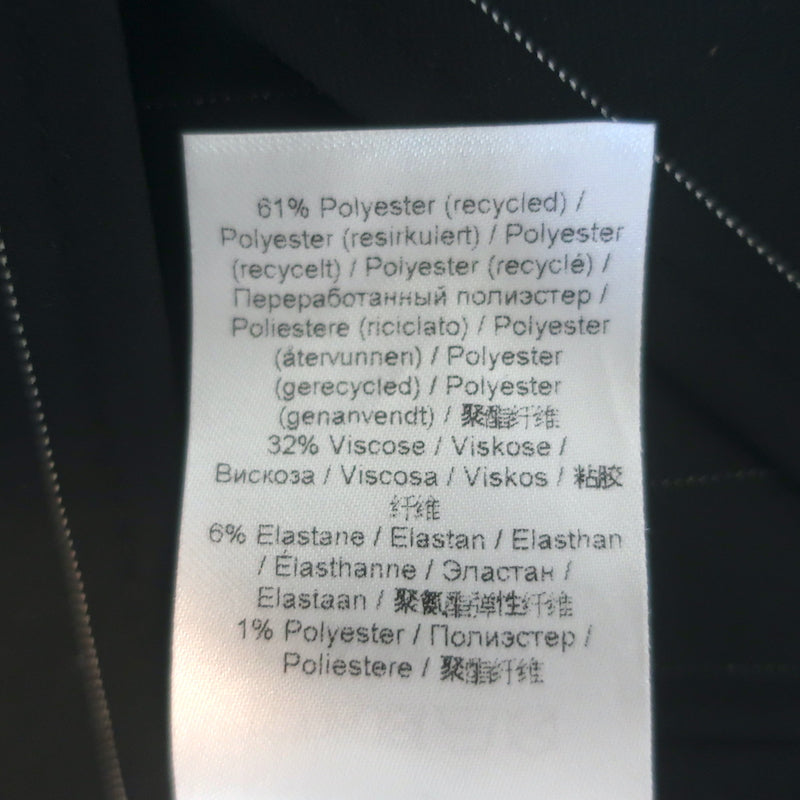 61% Polyester (recycled) /
Polyester (resirkulert) / Polyester
(recycelt) / Polyester (recyclé) /
Переработанный полиэстер /
Poliestere (riciclato) / Polyester
(återvunnen) / Polyester
(gerecycled) / Polyester
(genanvendt) / 聚酯纤维
32% Viscose / Viskose /
Вискоза / Viscosa / Viskos / 粘胶
纤维
6% Elastane / Elastan / Elasthan
/ Élasthanne / Эластан /
Elastaan / 聚氨酯弹性纤维
1% Polyester / Полиэстер /
Poliestere / 聚酯纤维